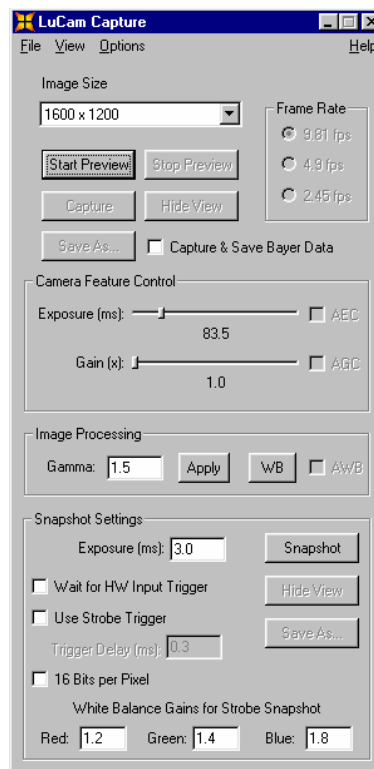 LuCam Capture
File View Options Help
Image Size
1600 x 1200
Frame Rate
9.81 fps
4.9 fps
2.45 fps
Start Preview Stop Preview
Capture Hide View
Save As... Capture & Save Bayer Data
Camera Feature Control
Exposure (ms): AEC
83.5
Gain (x): AGC
1.0
Image Processing
Gamma: 1.5 Apply WB AWB
Snapshot Settings
Exposure (ms): 3.0 Snapshot
Wait for HW Input Trigger Hide View
Use Strobe Trigger
Trigger Delay (ms): 0.3 Save As...
16 Bits per Pixel
White Balance Gains for Strobe Snapshot
Red: 1.2 Green: 1.4 Blue: 1.8